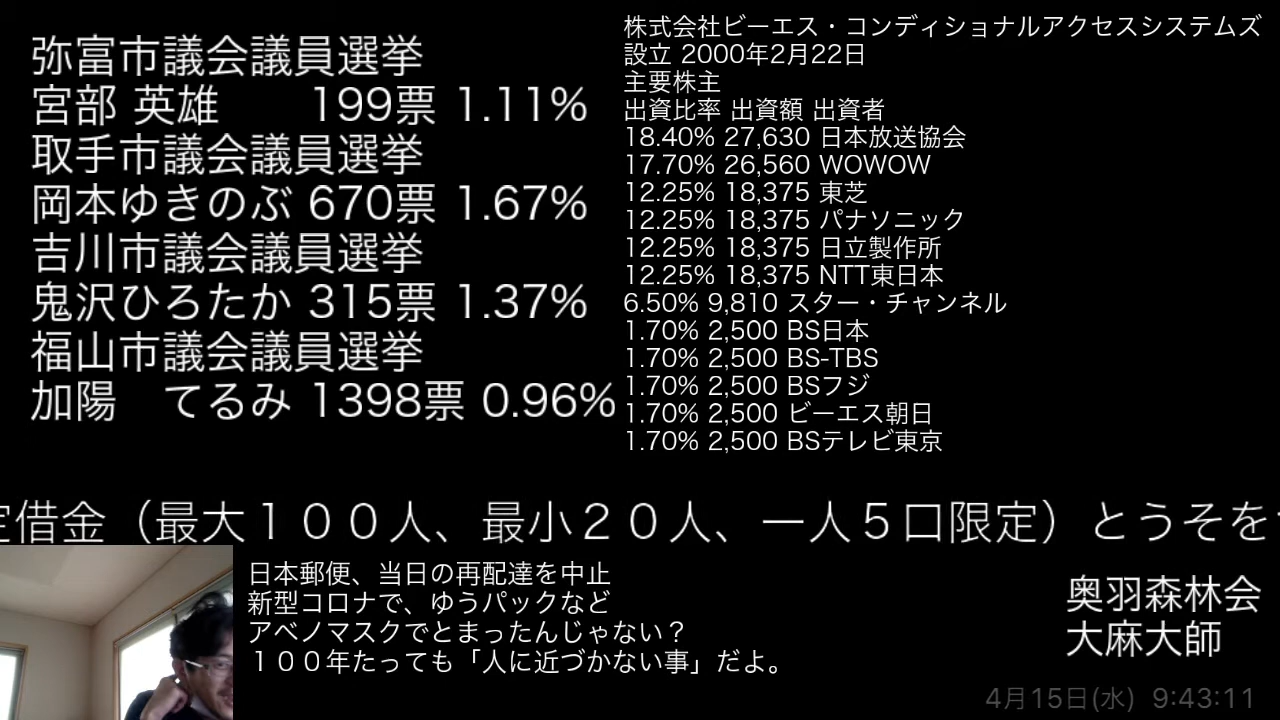 弥富市議会議員選挙
宮部 英雄　　199票 1.11%
取手市議会議員選挙
岡本ゆきのぶ 670票 1.67%
吉川市議会議員選挙
鬼沢ひろたか 315票 1.37%
福山市議会議員選挙
加陽　てるみ 1398票 0.96%
株式会社ビーエス・コンディショナルアクセスシステムズ
設立 2000年2月22日
主要株主
出資比率 出資額 出資者
18.40% 27,630 日本放送協会
17.70% 26,560 WOWOW
12.25% 18,375 東芝
12.25% 18,375 パナソニック
12.25% 18,375 日立製作所
12.25% 18,375 NTT東日本
6.50% 9,810 スター・チャンネル
1.70% 2,500 BS日本
1.70% 2,500 BS-TBS
1.70% 2,500 BSフジ
1.70% 2,500 ビーエス朝日
1.70% 2,500 BSテレビ東京
定借金（最大１００人、最小２０人、一人５口限定）とうそを
日本郵便、当日の再配達を中止
新型コロナで、ゆうパックなど
アベノマスクでとまったんじゃない？
１００年たっても「人に近づかない事」だよ。
奥羽森林会
大麻大師
4月15日(水) 9:43:11